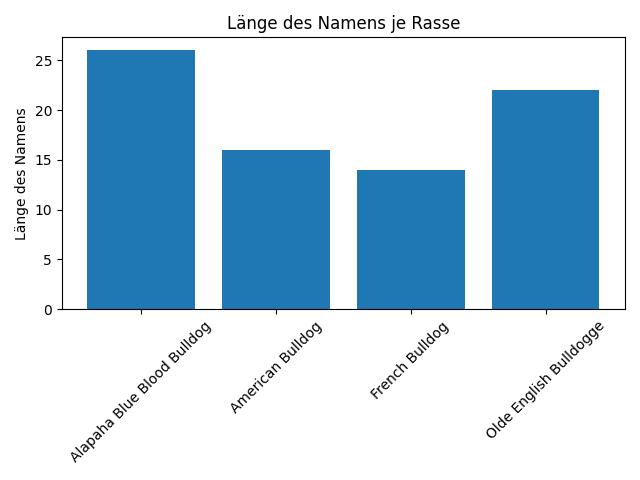 Länge des Namens je Rasse
Länge des Namens
25
20
15
10
5
0
Alapaha Blue Blood Bulldog
American Bulldog
French Bulldog
Olde English Bulldogge